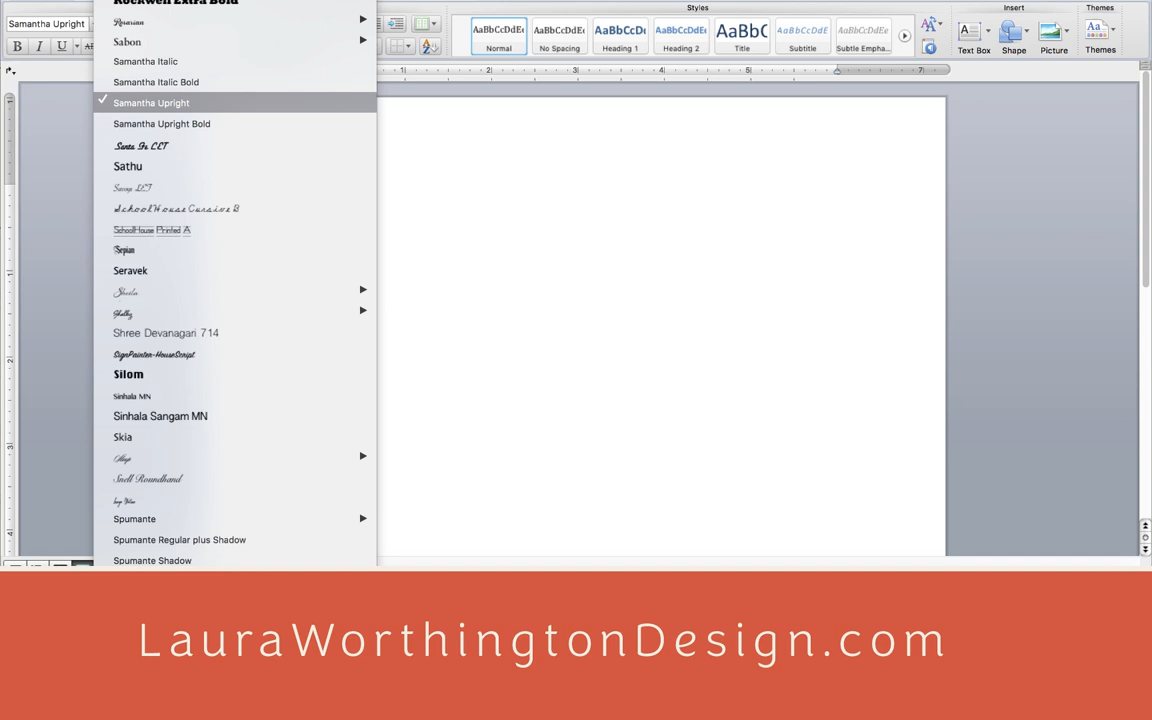 Styles
Insert
Themes
Samantha Upright
B I U
AaBbCcDdEe AaBbCcDdEe AaBbCcDc AaBbCcDdE AaBbC AaBbCcDdE AaBbCcDdEe
Normal No Spacing Heading 1 Heading 2 Title Subtitle Subtle Empha...
Text Box Shape Picture Themes
1 2 3 4 5 7
Rockwell Extra Bold
Rosarian
Sabon
Samantha Italic
Samantha Italic Bold
Samantha Upright
Samantha Upright Bold
Santa Fe LET
Sathu
Savoye LET
SchoolHouse Cursive B
SchoolHouse Printed A
Seravek
Sheila
Shelby
Shree Devanagari 714
SignPainter-HouseScript
Silom
Sinhala MN
Sinhala Sangam MN
Skia
Snell Roundhand
Spumante
Spumante Regular plus Shadow
Spumante Shadow
LauraWorthingtonDesign.com